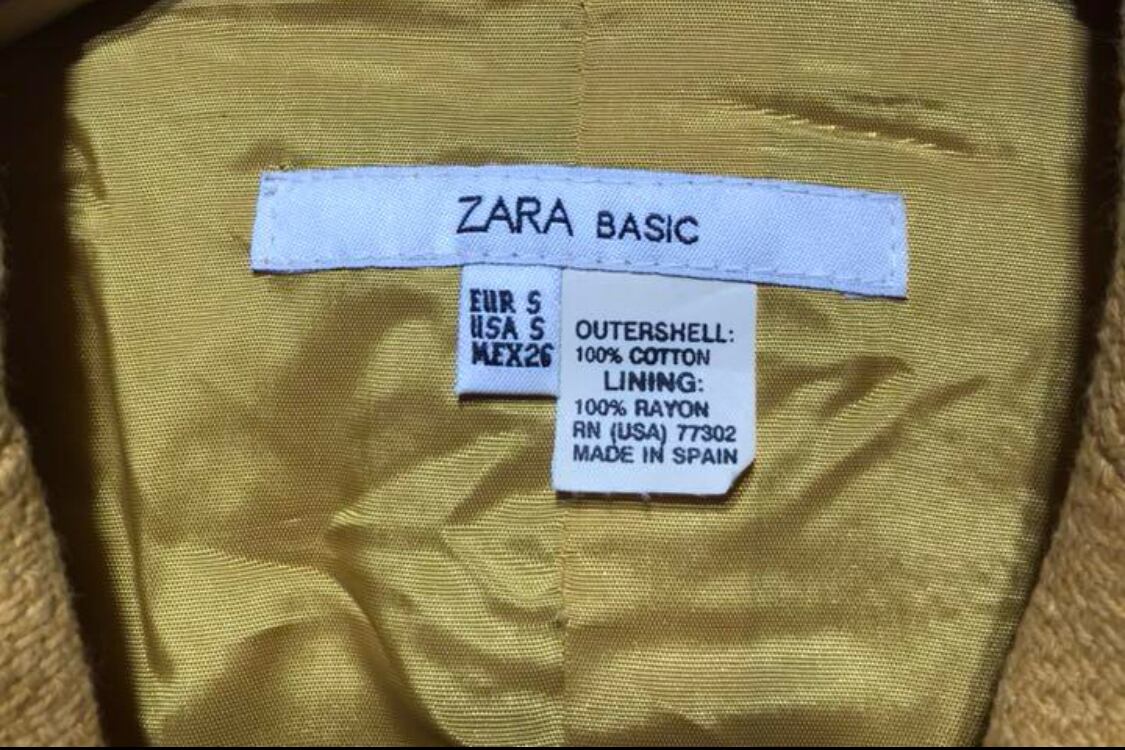 ZARA BASIC
EUR S
USA S
MEX26
OUTERSHELL:
100% COTTON
LINING:
100% RAYON
RN (USA) 77302
MADE IN SPAIN